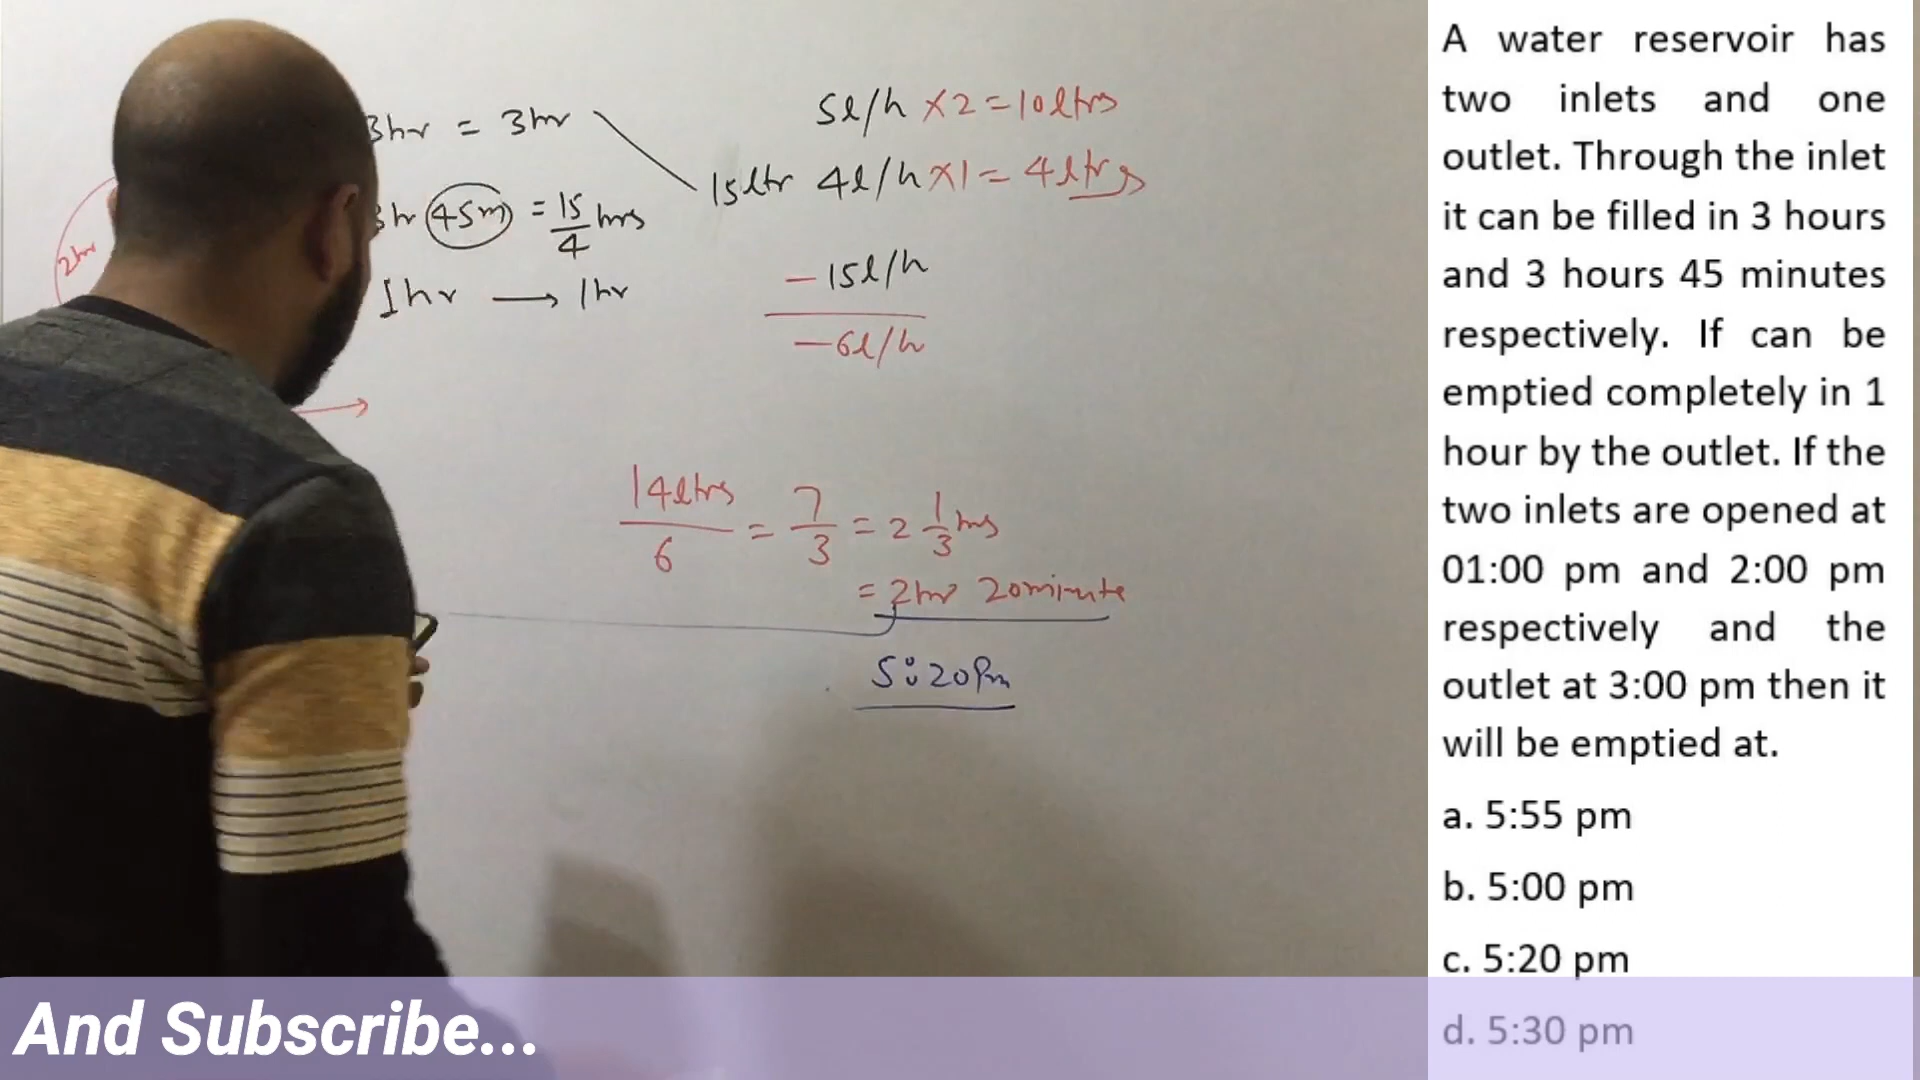 3hr = 3hr
5l/h ×2 = 10ltrs
15ltr 4l/h ×1 = 4ltrs
hr 45m = 15/4 hrs
2hr
— 15l/h
1hr → 1hr
— 6l/h
14ltrs/6 = 7/3 = 2 1/3 hrs
= 2hr 20minute
5:20Pm
A water reservoir has
two inlets and one
outlet. Through the inlet
it can be filled in 3 hours
and 3 hours 45 minutes
respectively. If can be
emptied completely in 1
hour by the outlet. If the
two inlets are opened at
01:00 pm and 2:00 pm
respectively and the
outlet at 3:00 pm then it
will be emptied at.
a. 5:55 pm
b. 5:00 pm
c. 5:20 pm
d. 5:30 pm
And Subscribe...